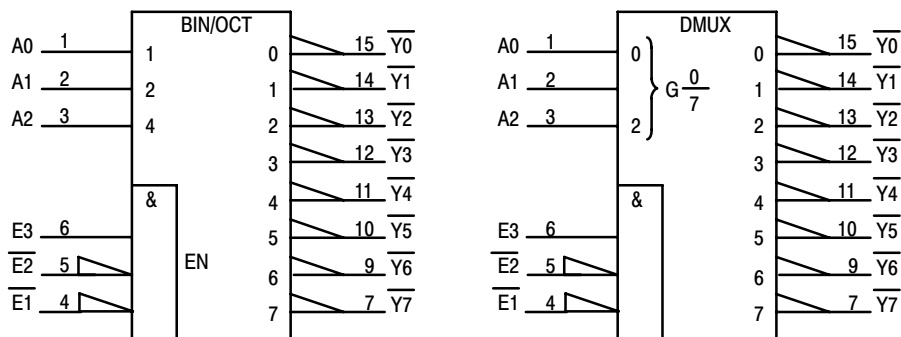 BIN/OCT DMUX
A0 1 1 0 15 Y0 A0 1 0 0 15 Y0
A1 2 2 1 14 Y1 A1 2 G 0/7 1 14 Y1
A2 3 4 2 13 Y2 A2 3 2 2 13 Y2
3 12 Y3 3 12 Y3
& 4 11 Y4 & 4 11 Y4
E3 6 5 10 Y5 E3 6 5 10 Y5
E2 5 EN 6 9 Y6 E2 5 6 9 Y6
E1 4 7 7 Y7 E1 4 7 7 Y7